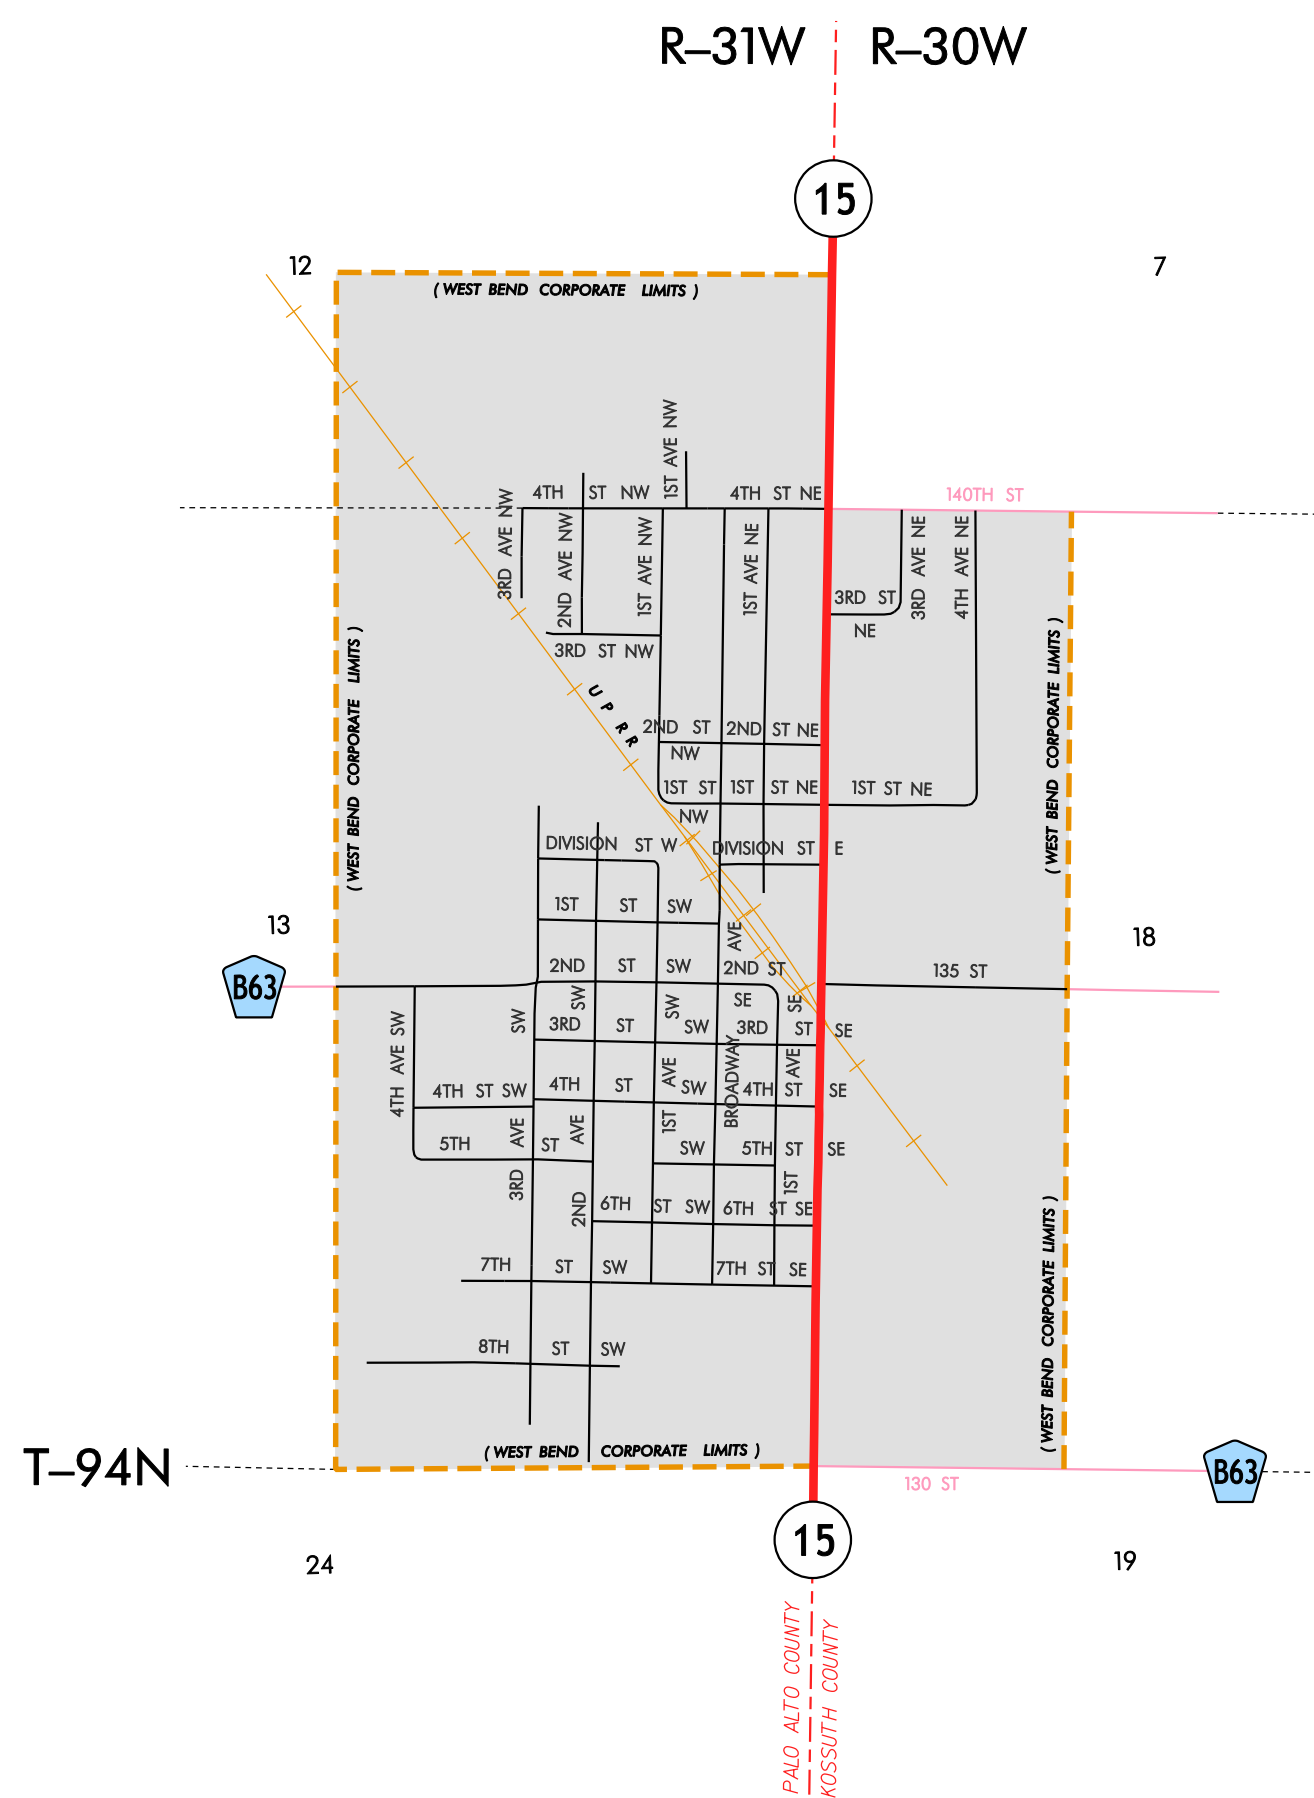 R-31W
R-30W
15
12
7
( WEST BEND CORPORATE LIMITS )
1ST AVE NW
4TH ST NW
4TH ST NE
140TH ST
3RD AVE NW
2ND AVE NW
1ST AVE NW
1ST AVE NE
3RD AVE NE
4TH AVE NE
3RD ST
NE
3RD ST NW
( WEST BEND CORPORATE LIMITS )
( WEST BEND CORPORATE LIMITS )
U P R R
2ND ST
NW
2ND ST NE
1ST ST
NW
1ST ST NE
1ST ST NE
DIVISION ST W
DIVISION ST E
1ST ST SW
13
18
B63
2ND ST SW
2ND ST
SE
135 ST
AVE
SW
SW
SW
SE
3RD ST SW
3RD ST SE
4TH AVE SW
AVE
BROADWAY
AVE
4TH ST SW
4TH ST SW
4TH ST SE
5TH ST
SW
5TH ST SE
AVE
AVE
1ST
3RD
2ND
1ST
6TH ST SW
6TH ST SE
7TH ST SW
7TH ST SE
8TH ST SW
( WEST BEND CORPORATE LIMITS )
( WEST BEND CORPORATE LIMITS )
T-94N
B63
130 ST
15
24
19
PALO ALTO COUNTY
KOSSUTH COUNTY